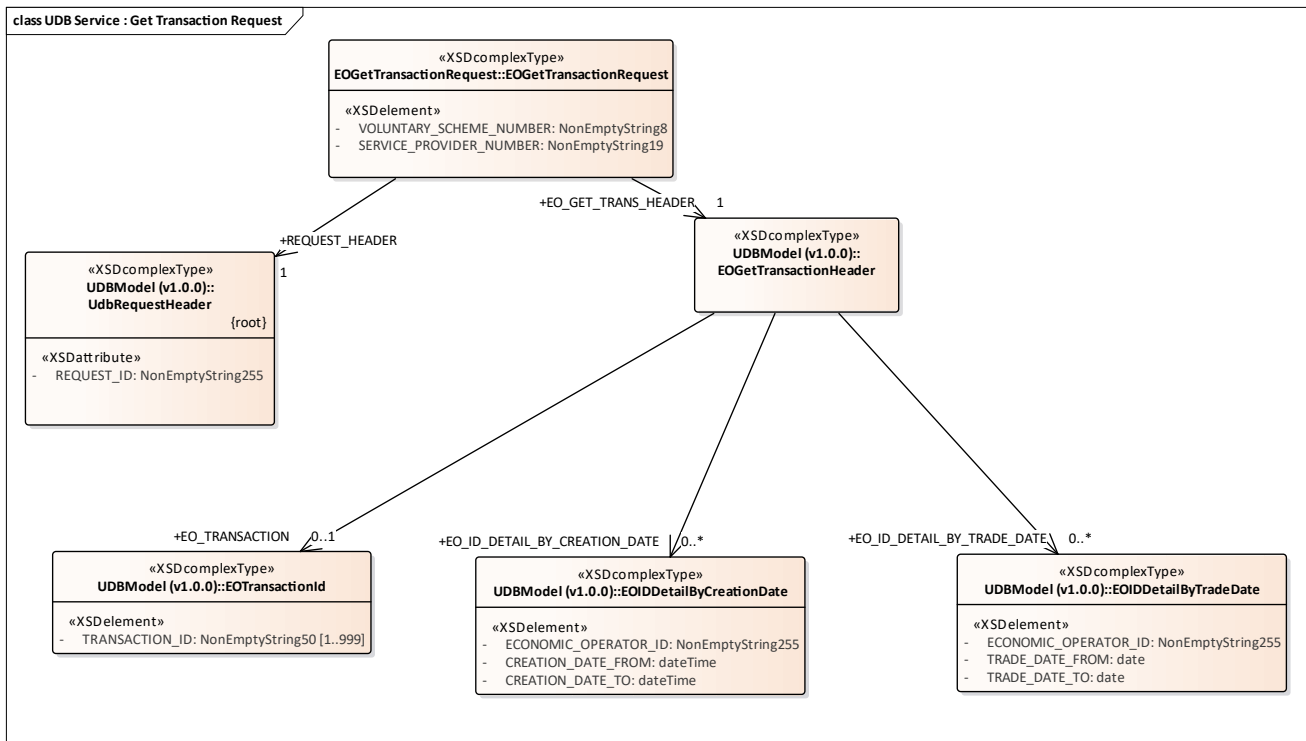 class UDB Service : Get Transaction Request
«XSDcomplexType»
EOGetTransactionRequest::EOGetTransactionRequest
«XSDelement»
- VOLUNTARY_SCHEME_NUMBER: NonEmptyString8
- SERVICE_PROVIDER_NUMBER: NonEmptyString19
+EO_GET_TRANS_HEADER 1
+REQUEST_HEADER
1
«XSDcomplexType»
UDBModel (v1.0.0)::
EOGetTransactionHeader
«XSDcomplexType»
UDBModel (v1.0.0)::
UdbRequestHeader
{root}
«XSDattribute»
- REQUEST_ID: NonEmptyString255
+EO_TRANSACTION 0..1
+EO_ID_DETAIL_BY_CREATION_DATE 0..*
+EO_ID_DETAIL_BY_TRADE_DATE 0..*
«XSDcomplexType»
UDBModel (v1.0.0)::EOTransactionId
«XSDelement»
- TRANSACTION_ID: NonEmptyString50 [1..999]
«XSDcomplexType»
UDBModel (v1.0.0)::EOIDDetailByCreationDate
«XSDelement»
- ECONOMIC_OPERATOR_ID: NonEmptyString255
- CREATION_DATE_FROM: dateTime
- CREATION_DATE_TO: dateTime
«XSDcomplexType»
UDBModel (v1.0.0)::EOIDDetailByTradeDate
«XSDelement»
- ECONOMIC_OPERATOR_ID: NonEmptyString255
- TRADE_DATE_FROM: date
- TRADE_DATE_TO: date